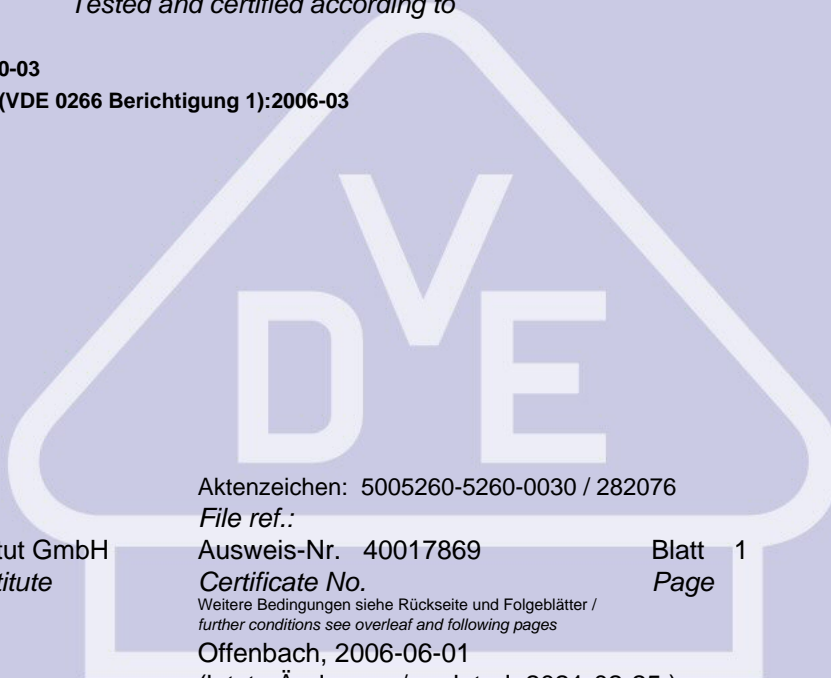 Tested and certified according to
0-03
(VDE 0266 Berichtigung 1):2006-03
VDE
Aktenzeichen: 5005260-5260-0030 / 282076
File ref.:
tut GmbH Ausweis-Nr. 40017869 Blatt 1
titute Certificate No. Page
Weitere Bedingungen siehe Rückseite und Folgeblätter /
further conditions see overleaf and following pages
Offenbach, 2006-06-01